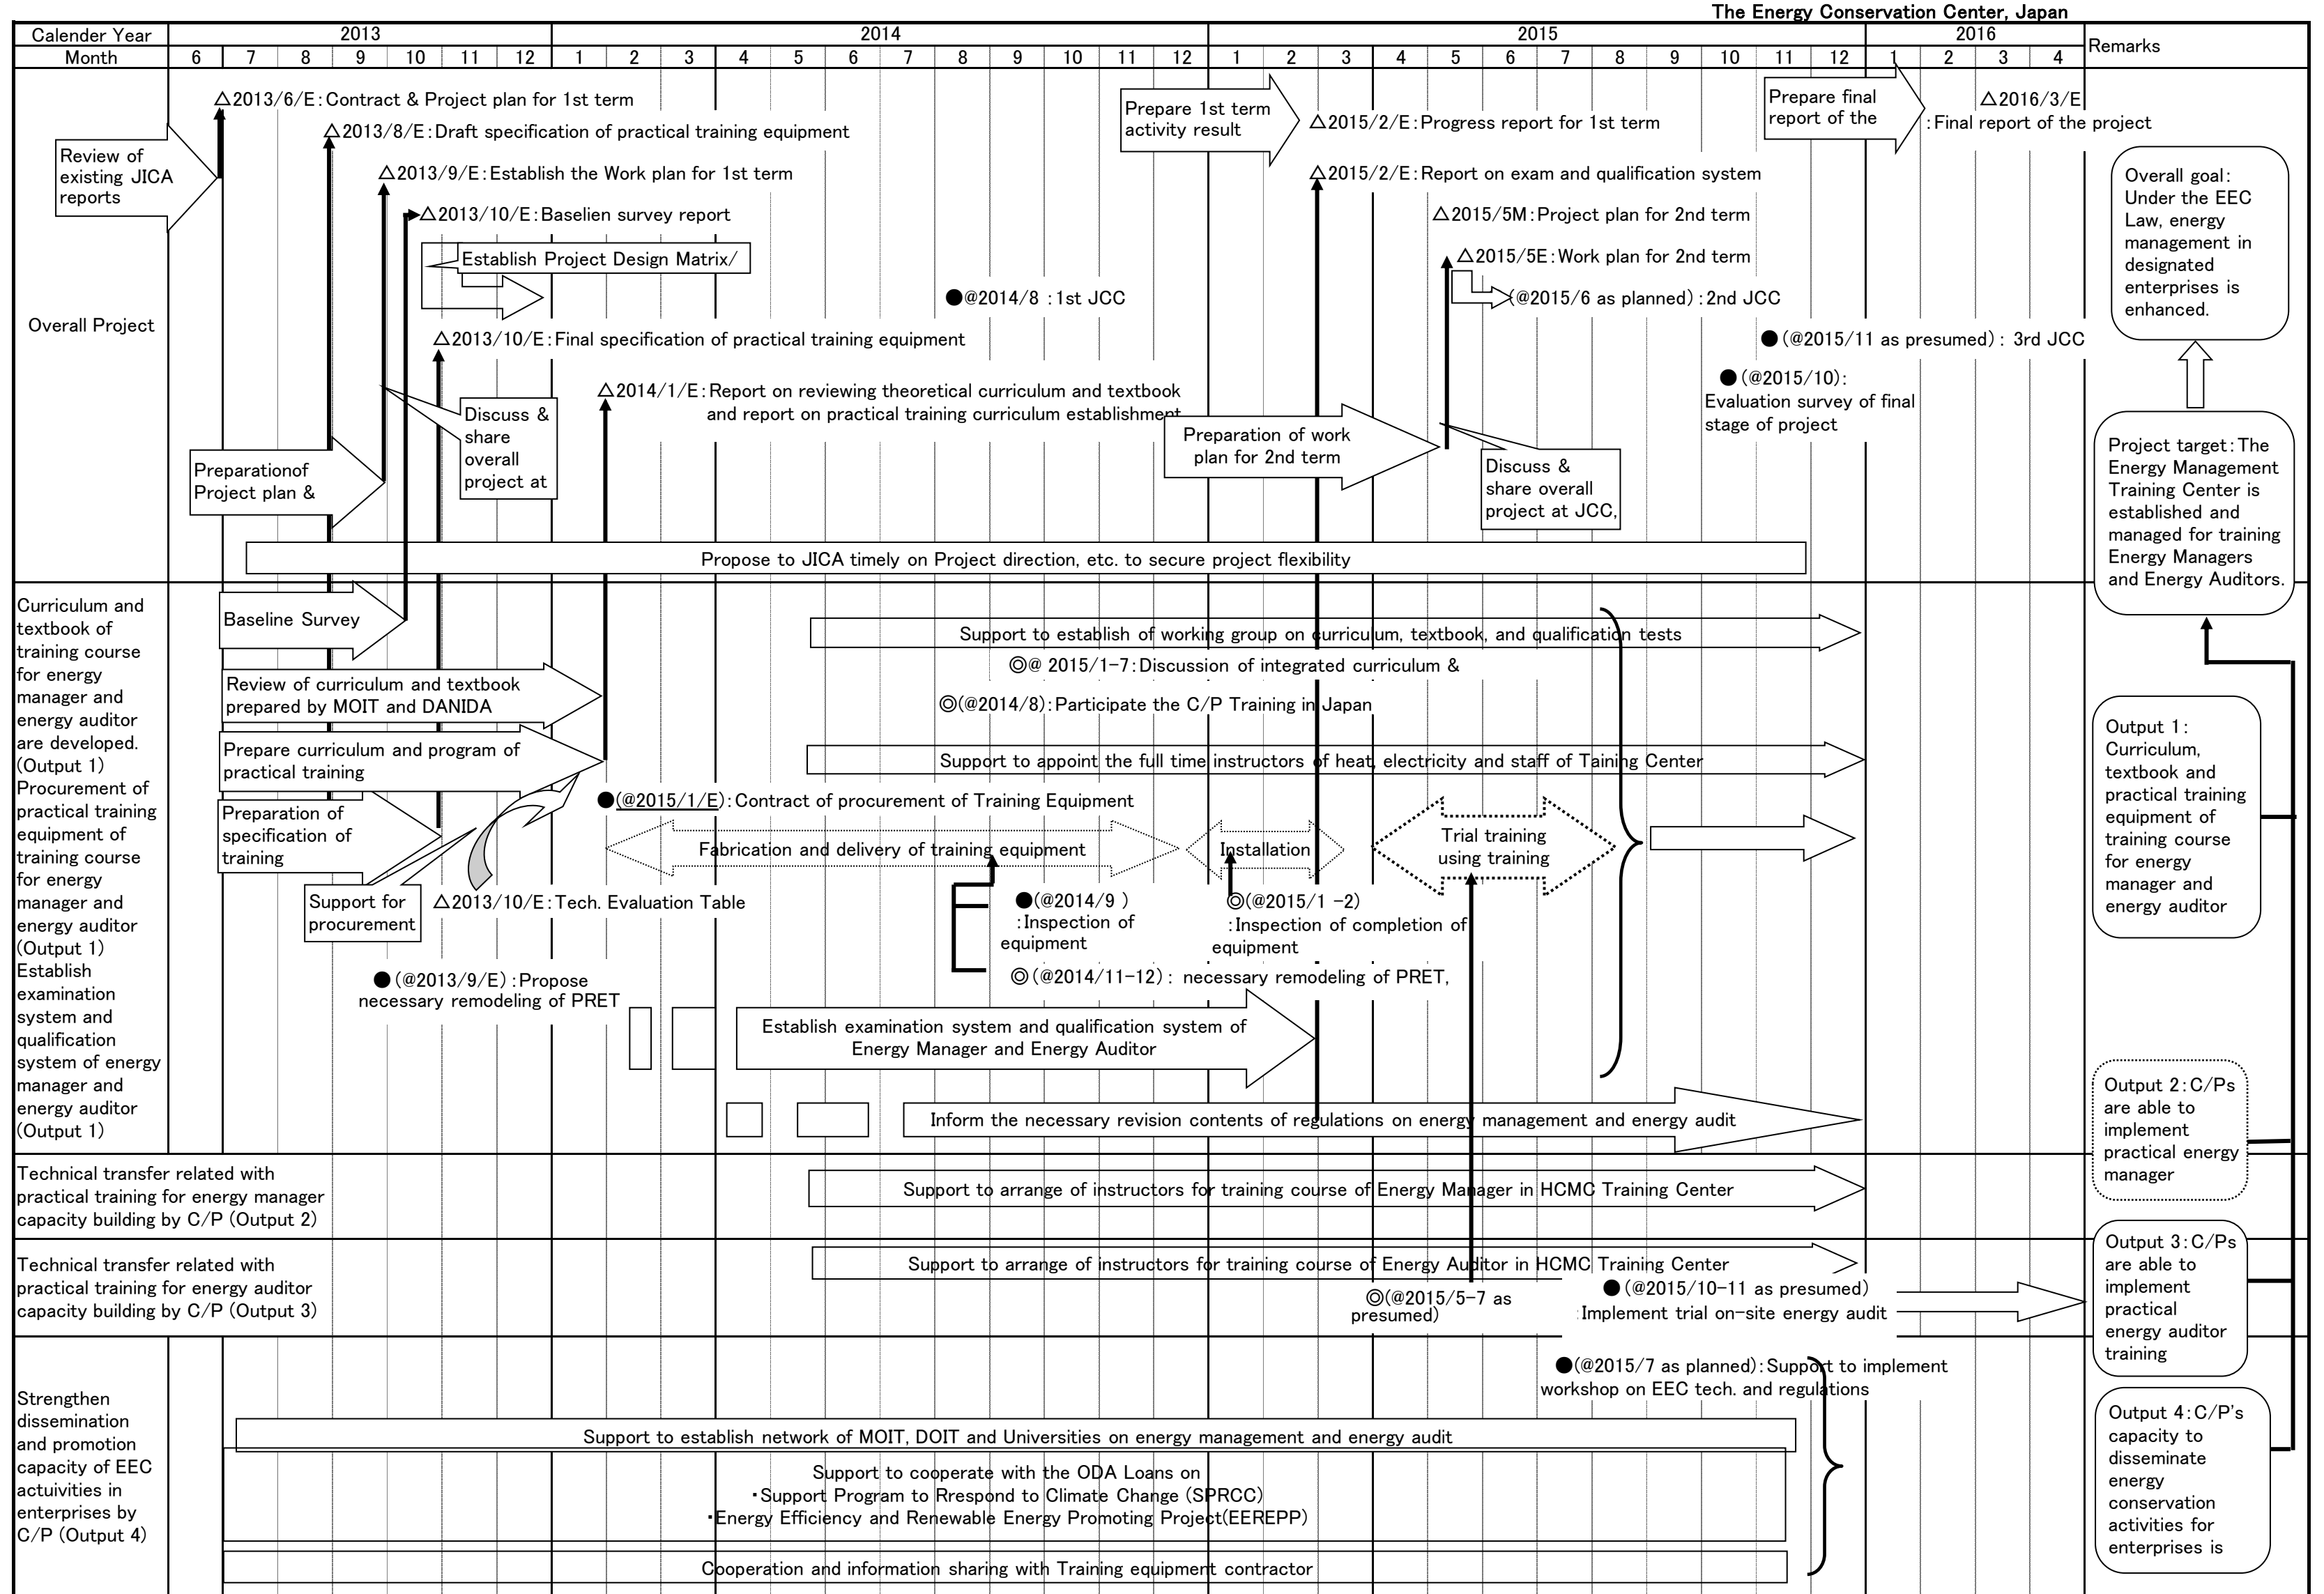 The Energy Conservation Center, Japan
Calender Year 2013 2014 2015 2016 Remarks
Month 6 7 8 9 10 11 12 1 2 3 4 5 6 7 8 9 10 11 12 1 2 3 4 5 6 7 8 9 10 11 12 1 2 3 4
Overall Project
Review of
existing JICA
reports
△2013/6/E:Contract & Project plan for 1st term
△2013/8/E:Draft specification of practical training equipment
△2013/9/E:Establish the Work plan for 1st term
△2013/10/E:Baselien survey report
Establish Project Design Matrix/
△2013/10/E:Final specification of practical training equipment
△2014/1/E:Report on reviewing theoretical curriculum and textbook
and report on practical training curriculum establishment
Discuss &
share
overall
project at
Preparationof
Project plan &
Prepare 1st term
activity result
△2015/2/E:Progress report for 1st term
△2015/2/E:Report on exam and qualification system
△2015/5M:Project plan for 2nd term
△2015/5E:Work plan for 2nd term
●@2014/8 :1st JCC
(@2015/6 as planned):2nd JCC
●(@2015/11 as presumed): 3rd JCC
●(@2015/10):
Evaluation survey of final
stage of project
Preparation of work
plan for 2nd term
Discuss &
share overall
project at JCC,
Prepare final
report of the
△2016/3/E
:Final report of the project
Propose to JICA timely on Project direction, etc. to secure project flexibility
Overall goal:
Under the EEC
Law, energy
management in
designated
enterprises is
enhanced.
Project target:The
Energy Management
Training Center is
established and
managed for training
Energy Managers
and Energy Auditors.
Curriculum and
textbook of
training course
for energy
manager and
energy auditor
are developed.
(Output 1)
Procurement of
practical training
equipment of
training course
for energy
manager and
energy auditor
(Output 1)
Establish
examination
system and
qualification
system of energy
manager and
energy auditor
(Output 1)
Baseline Survey
Review of curriculum and textbook
prepared by MOIT and DANIDA
Prepare curriculum and program of
practical training
Preparation of
specification of
training
Support for
procurement
△2013/10/E:Tech. Evaluation Table
●(@2013/9/E):Propose
necessary remodeling of PRET
Support to establish of working group on curriculum, textbook, and qualification tests
◎@ 2015/1-7:Discussion of integrated curriculum &
◎(@2014/8):Participate the C/P Training in Japan
Support to appoint the full time instructors of heat, electricity and staff of Taining Center
●(@2015/1/E):Contract of procurement of Training Equipment
Fabrication and delivery of training equipment
Installation
Trial training
using training
●(@2014/9 )
:Inspection of
equipment
◎(@2015/1 -2)
:Inspection of completion of
equipment
◎(@2014/11-12): necessary remodeling of PRET,
Establish examination system and qualification system of
Energy Manager and Energy Auditor
Inform the necessary revision contents of regulations on energy management and energy audit
Output 1:
Curriculum,
textbook and
practical training
equipment of
training course
for energy
manager and
energy auditor
Output 2:C/Ps
are able to
implement
practical energy
manager
Technical transfer related with
practical training for energy manager
capacity building by C/P (Output 2)
Support to arrange of instructors for training course of Energy Manager in HCMC Training Center
Technical transfer related with
practical training for energy auditor
capacity building by C/P (Output 3)
Support to arrange of instructors for training course of Energy Auditor in HCMC Training Center
◎(@2015/5-7 as
presumed)
●(@2015/10-11 as presumed)
:Implement trial on-site energy audit
Output 3:C/Ps
are able to
implement
practical
energy auditor
training
Strengthen
dissemination
and promotion
capacity of EEC
actuivities in
enterprises by
C/P (Output 4)
●(@2015/7 as planned):Support to implement
workshop on EEC tech. and regulations
Support to establish network of MOIT, DOIT and Universities on energy management and energy audit
Support to cooperate with the ODA Loans on
・Support Program to Rrespond to Climate Change (SPRCC)
・Energy Efficiency and Renewable Energy Promoting Project(EEREPP)
Cooperation and information sharing with Training equipment contractor
Output 4:C/P's
capacity to
disseminate
energy
conservation
activities for
enterprises is